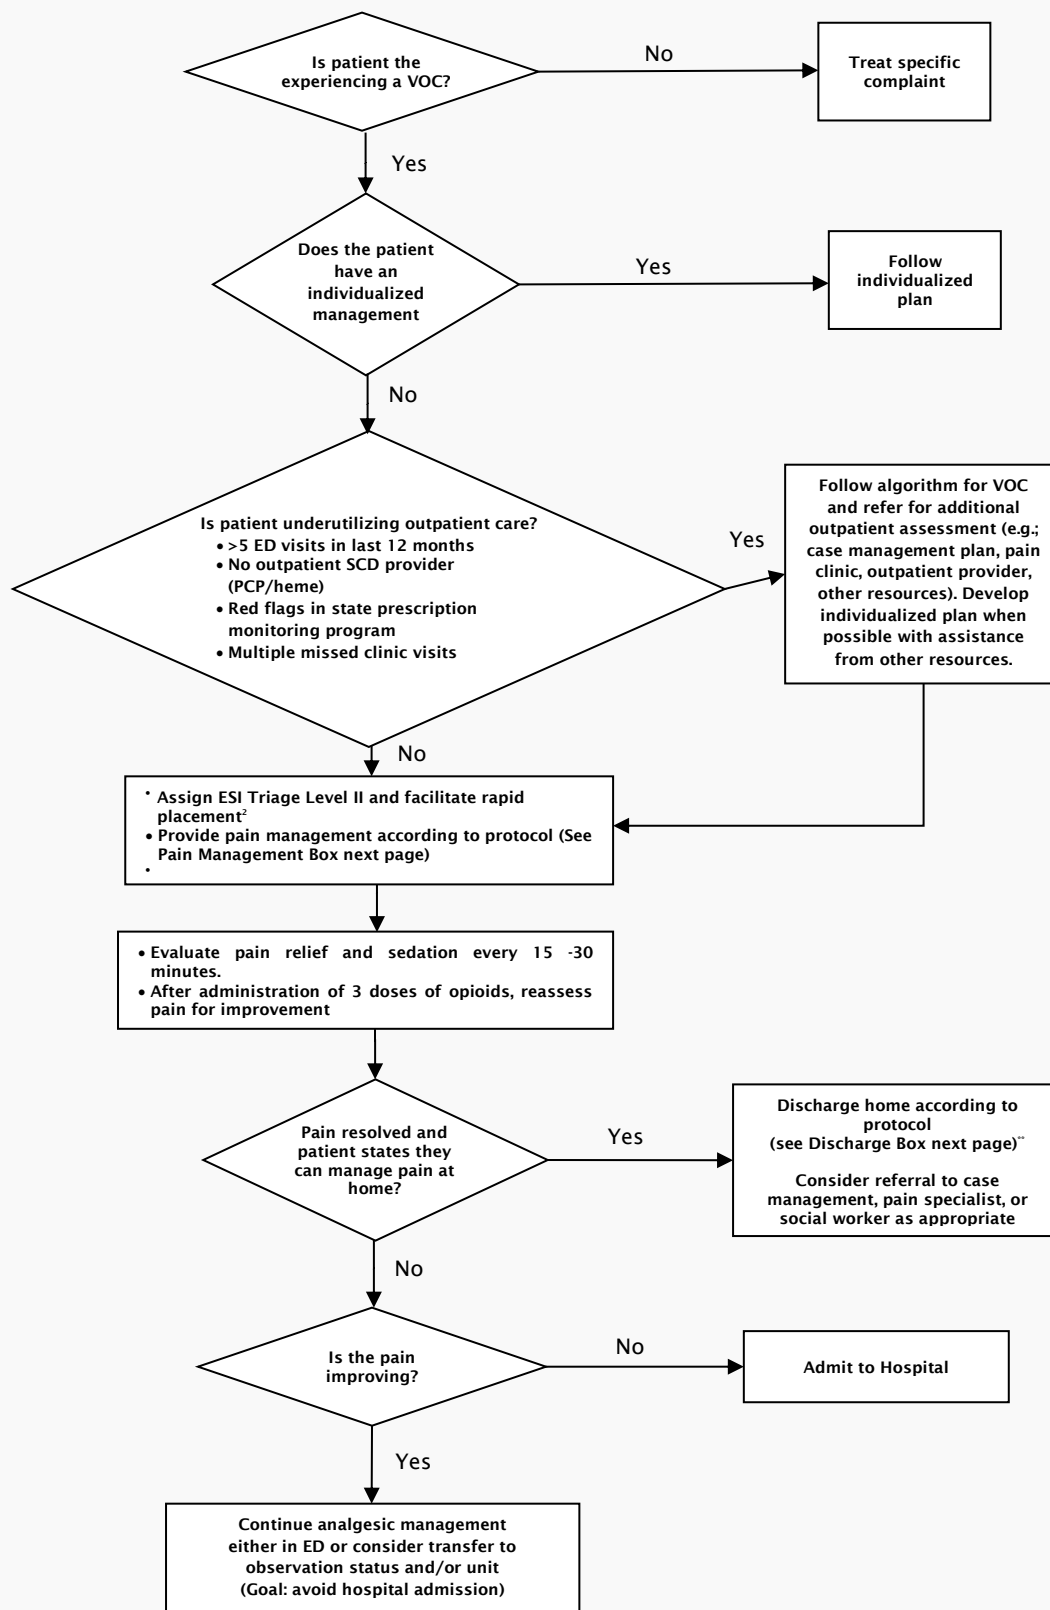 Is patient the
experiencing a VOC?
No
Treat specific
complaint
Yes
Does the patient
have an
individualized
management
Yes
Follow
individualized
plan
No
Is patient underutilizing outpatient care?
• >5 ED visits in last 12 months
• No outpatient SCD provider
(PCP/heme)
• Red flags in state prescription
monitoring program
• Multiple missed clinic visits
Yes
Follow algorithm for VOC
and refer for additional
outpatient assessment (e.g.;
case management plan, pain
clinic, outpatient provider,
other resources). Develop
individualized plan when
possible with assistance
from other resources.
No
• Assign ESI Triage Level II and facilitate rapid
placement²
• Provide pain management according to protocol (See
Pain Management Box next page)
•
• Evaluate pain relief and sedation every 15 -30
minutes.
• After administration of 3 doses of opioids, reassess
pain for improvement
Pain resolved and
patient states they
can manage pain at
home?
Yes
Discharge home according to
protocol
(see Discharge Box next page)**
Consider referral to case
management, pain specialist, or
social worker as appropriate
No
Is the pain
improving?
No
Admit to Hospital
Yes
Continue analgesic management
either in ED or consider transfer to
observation status and/or unit
(Goal: avoid hospital admission)